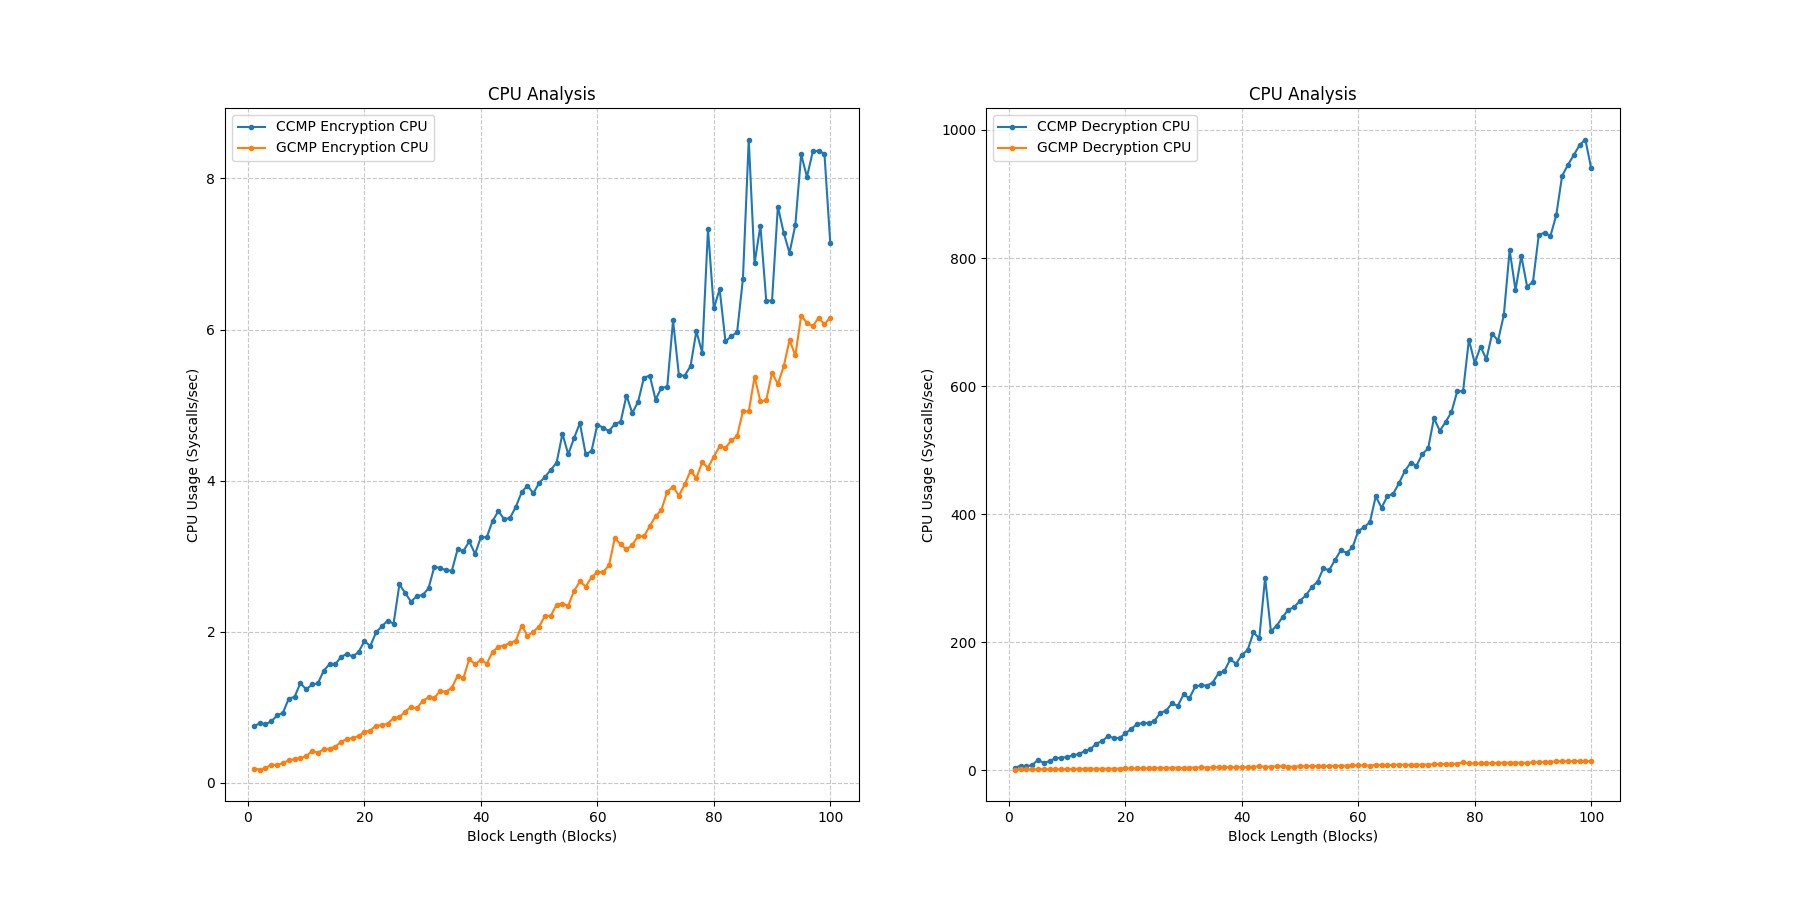 CPU Analysis
CCMP Encryption CPU
GCMP Encryption CPU
CPU Usage (Syscalls/sec)
8
6
4
2
0
0 20 40 60 80 100
Block Length (Blocks)
CPU Analysis
CCMP Decryption CPU
GCMP Decryption CPU
CPU Usage (Syscalls/sec)
1000
800
600
400
200
0
0 20 40 60 80 100
Block Length (Blocks)